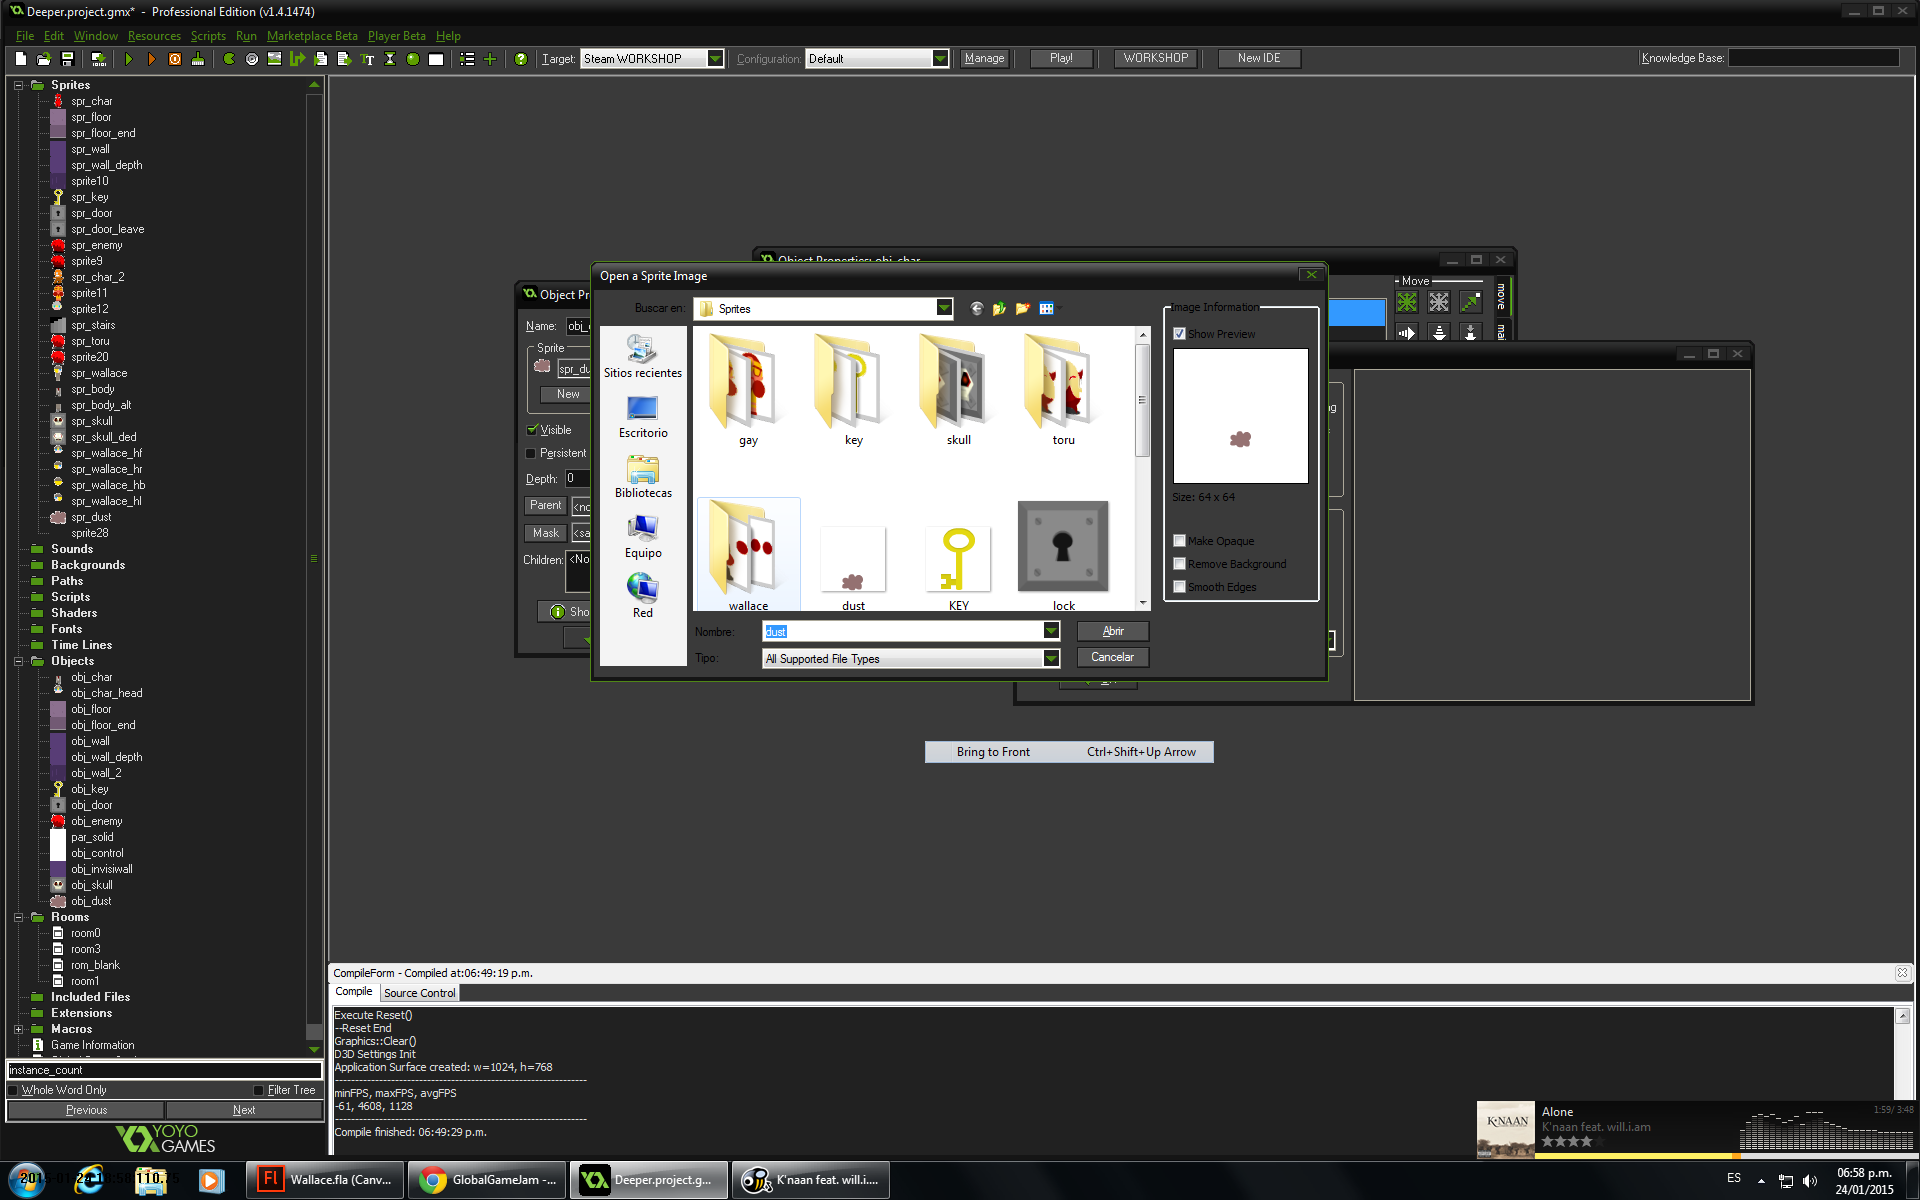 Deeper.project.gmx* - Professional Edition (v1.4.1474)
File Edit Window Resources Scripts Run Marketplace Beta Player Beta Help
Target: Steam WORKSHOP Configuration: Default Manage Play! WORKSHOP New IDE Knowledge Base:
Sprites
spr_char
spr_floor
spr_floor_end
spr_wall
spr_wall_depth
sprite10
spr_key
spr_door
spr_door_leave
spr_enemy
sprite9
spr_char_2
sprite11
sprite12
spr_stairs
spr_toru
sprite20
spr_wallace
spr_body
spr_body_alt
spr_skull
spr_skull_ded
spr_wallace_hf
spr_wallace_hr
spr_wallace_hb
spr_wallace_hl
spr_dust
sprite28
Sounds
Backgrounds
Paths
Scripts
Shaders
Fonts
Time Lines
Objects
obj_char
obj_char_head
obj_floor
obj_floor_end
obj_wall
obj_wall_depth
obj_wall_2
obj_key
obj_door
obj_enemy
par_solid
obj_control
obj_invisiwall
obj_skull
obj_dust
Rooms
room0
room3
rom_blank
room1
Included Files
Extensions
Macros
Game Information
instance_count
Whole Word Only Filter Tree
Previous Next
YOYO GAMES
Object Properties: obj_char
Move
move
Object Pr
Name: obj_
Sprite
spr_du
New
Visible
Persistent
Depth: 0
Parent <no
Mask <sa
Children: <No
Sho
Open a Sprite Image
Buscar en: Sprites
Sitios recientes
Escritorio
Bibliotecas
Equipo
Red
gay key skull toru
wallace dust KEY lock
Nombre: dust Abrir
Tipo: All Supported File Types Cancelar
Image Information
Show Preview
Size: 64 x 64
Make Opaque
Remove Background
Smooth Edges
Bring to Front Ctrl+Shift+Up Arrow
CompileForm - Compiled at:06:49:19 p.m.
Compile Source Control
Execute Reset()
--Reset End
Graphics::Clear()
D3D Settings Init
Application Surface created: w=1024, h=768
minFPS, maxFPS, avgFPS
-61, 4608, 1128
Compile finished: 06:49:29 p.m.
K'NAAN
Alone
K'naan feat. will.i.am
1:59/ 3:48
Wallace.fla (Canv...
GlobalGameJam -...
Deeper.project.g...
K'naan feat. will.i....
ES
06:58 p.m.
24/01/2015